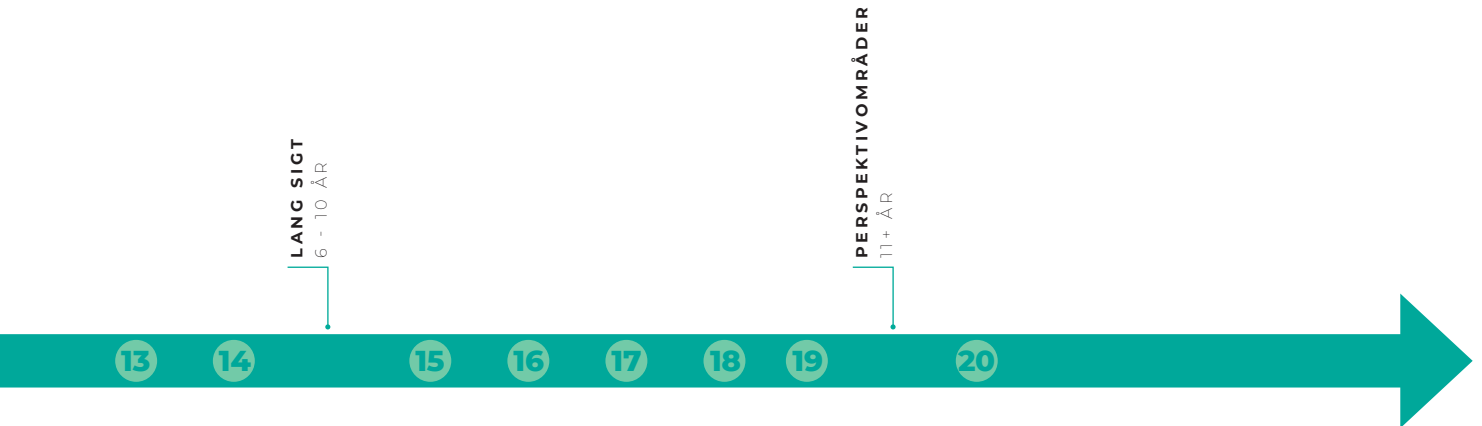 LANG SIGT
6 - 10 ÅR
PERSPEKTIVOMRÅDER
11+ ÅR
13
14
15
16
17
18
19
20